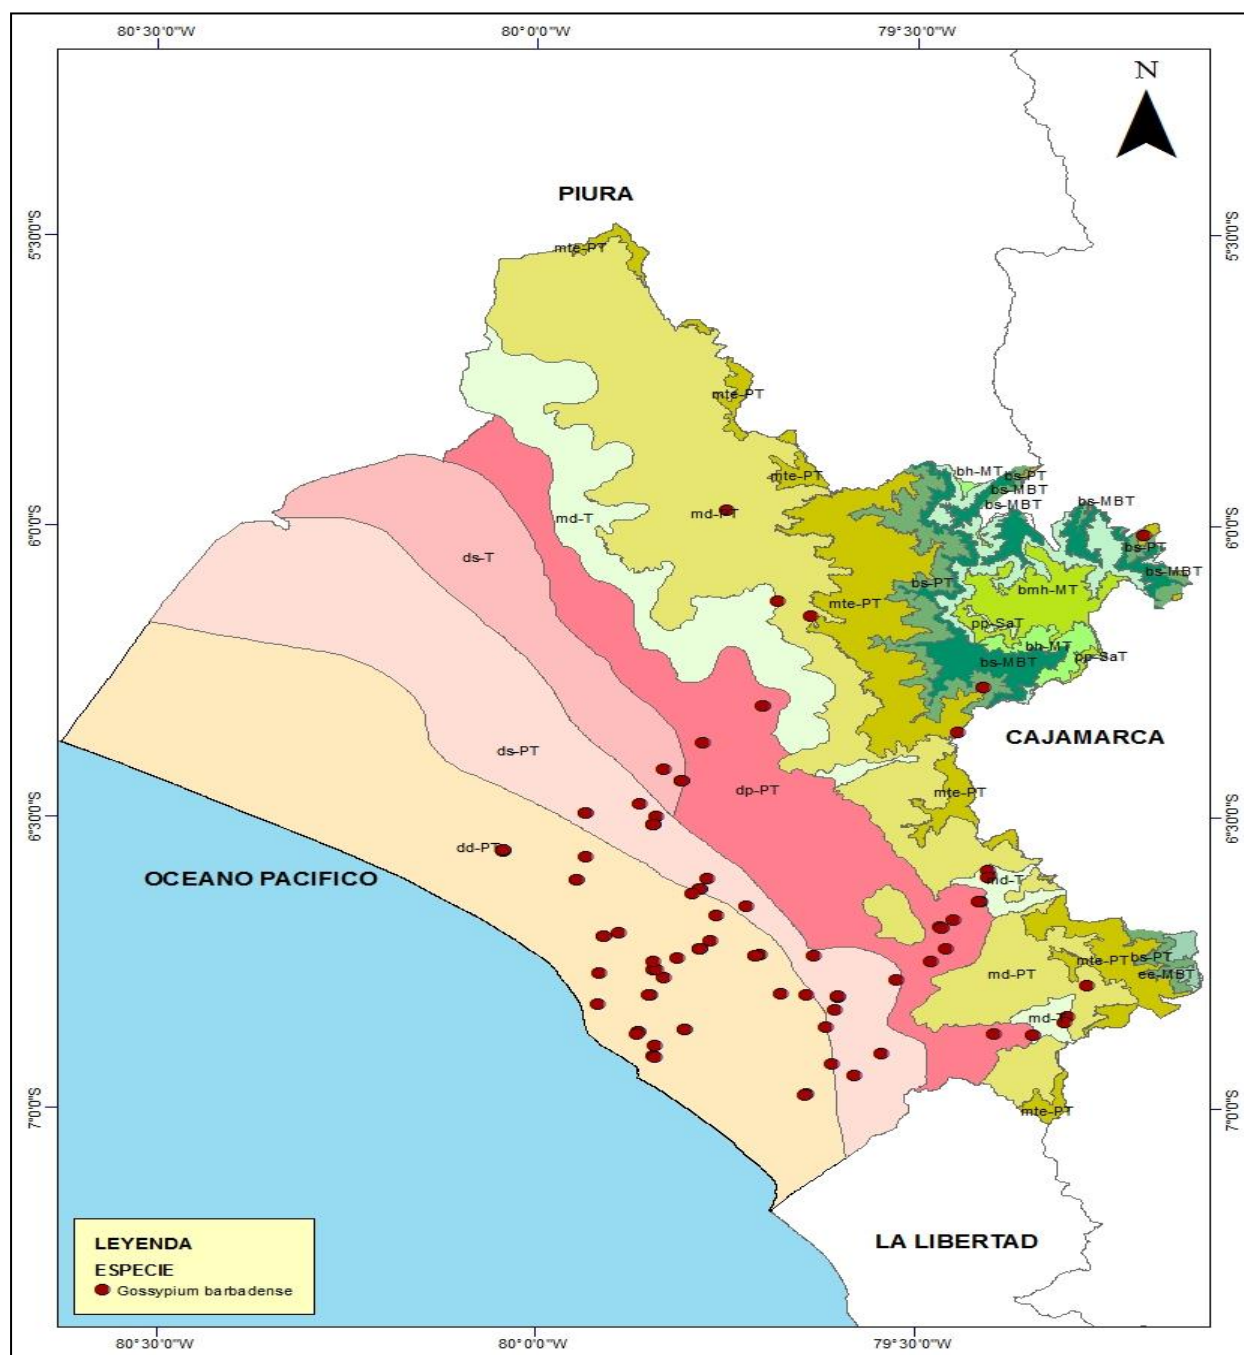 80°30'0"W 80°0'0"W 79°30'0"W
N
PIURA
5°30'0"S
5°30'0"S
mte-PT
mte-PT
mte-PT
bh-MT
bs-PT
bs-MBT
bs-MBT
bs-MBT
md-PT
md-T
6°0'0"S
6°0'0"S
bs-PT
ds-T
bs-MBT
bs-PT
bmh-MT
mte-PT
pp-SaT
bh-MT
pp-SaT
bs-MBT
CAJAMARCA
ds-PT
dp-PT
mte-PT
6°30'0"S
6°30'0"S
dd-PT
OCEANO PACIFICO
md-T
bs-PT
mte-PT
md-PT
ee-MBT
md-T
7°0'0"S
7°0'0"S
mte-PT
LA LIBERTAD
LEYENDA
ESPECIE
Gossypium barbadense
80°30'0"W 80°0'0"W 79°30'0"W